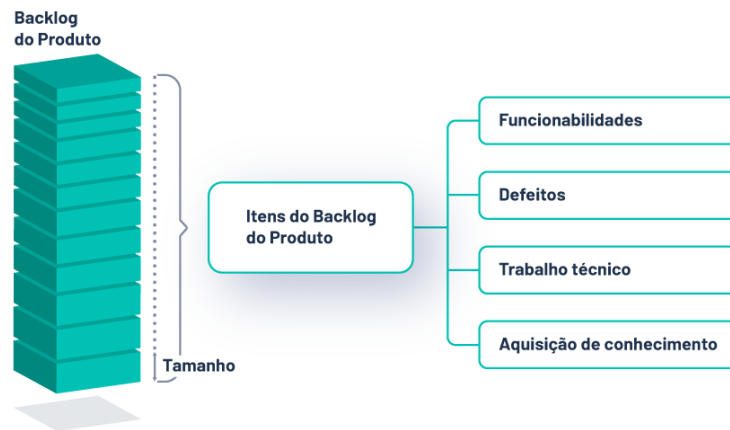 Backlog
do Produto
Tamanho
Itens do Backlog
do Produto
Funcionabilidades
Defeitos
Trabalho técnico
Aquisição de conhecimento